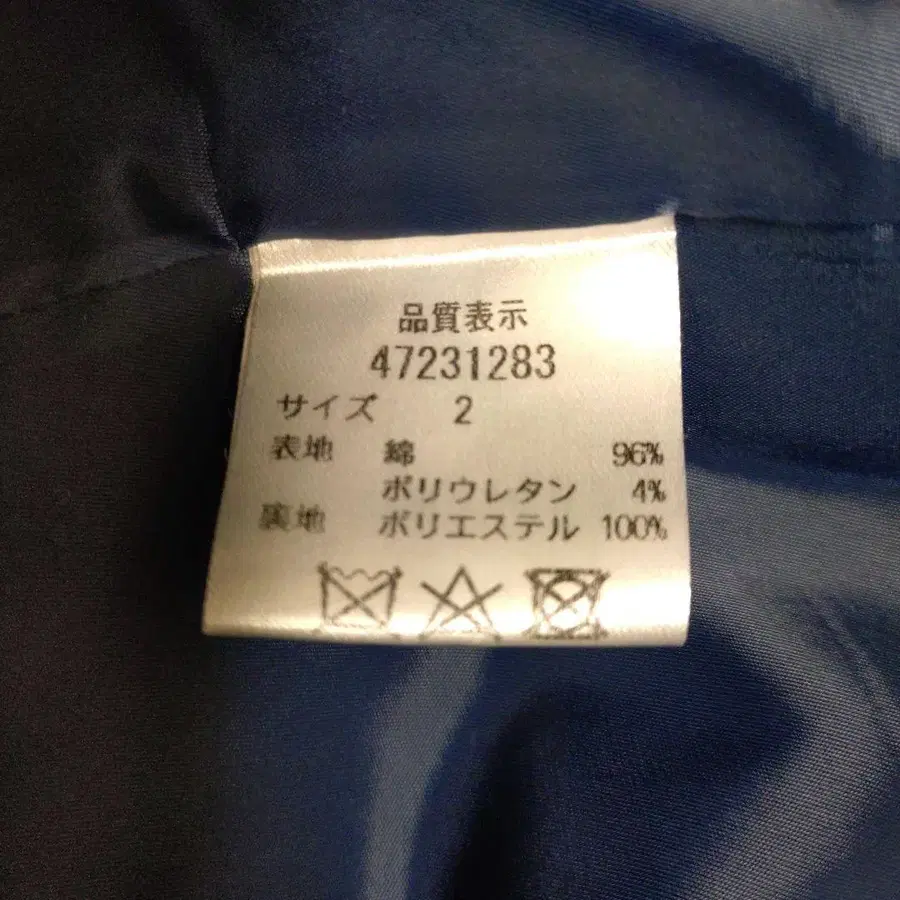 品質表示
47231283
サイズ 2
表地 綿 96%
ポリウレタン 4%
裏地 ポリエステル 100%